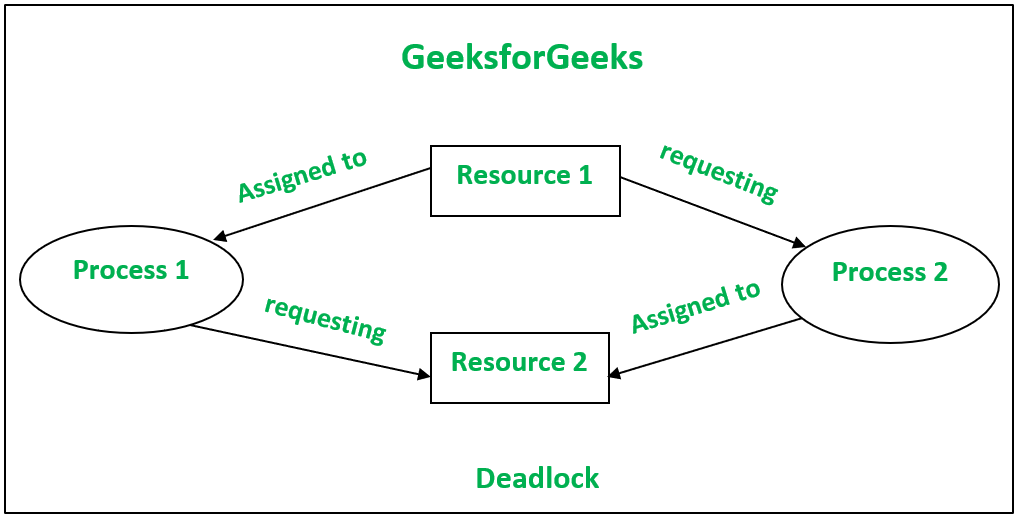 GeeksforGeeks
Assigned to
Resource 1
requesting
Process 1
Process 2
requesting
Assigned to
Resource 2
Deadlock